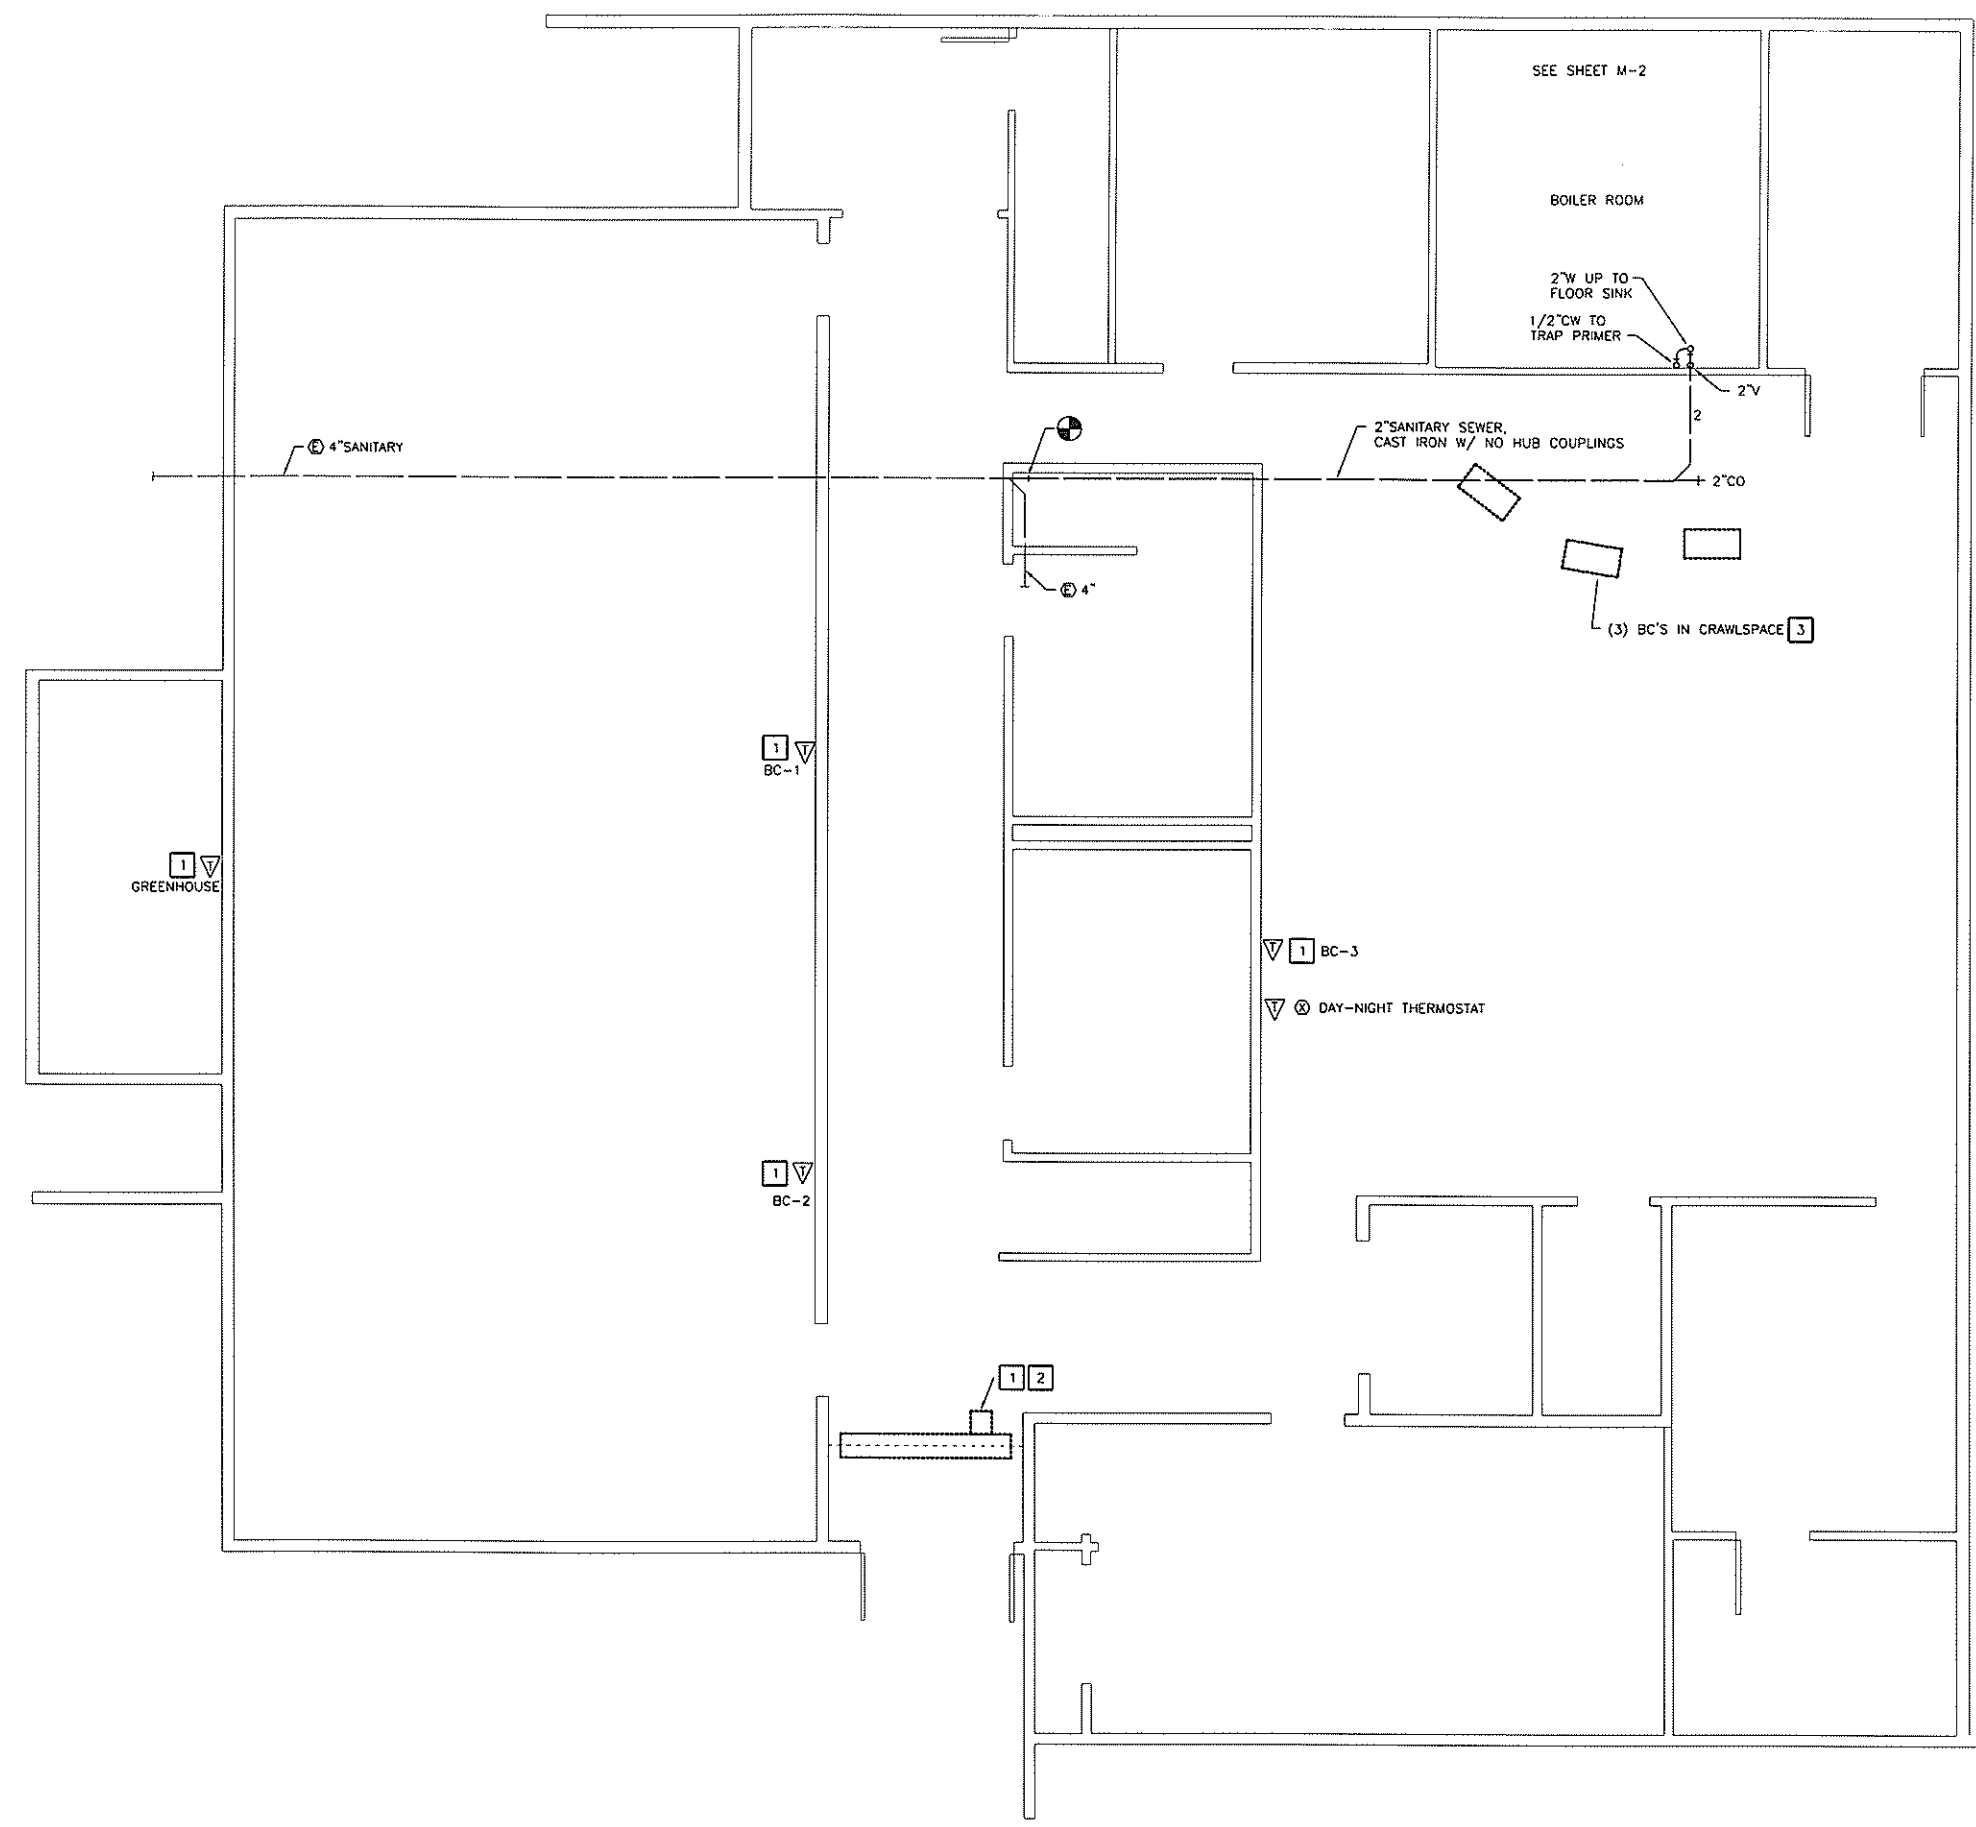 SEE SHEET M-2
BOILER ROOM
2"W UP TO
FLOOR SINK
1/2"CW TO
TRAP PRIMER
2"V
2
2"SANITARY SEWER,
CAST IRON W/ NO HUB COUPLINGS
E 4"SANITARY
2"CO
E 4"
(3) BC'S IN CRAWLSPACE 3
1 T
BC-1
1 T
GREENHOUSE
T 1 BC-3
T X DAY-NIGHT THERMOSTAT
1 T
BC-2
1 2